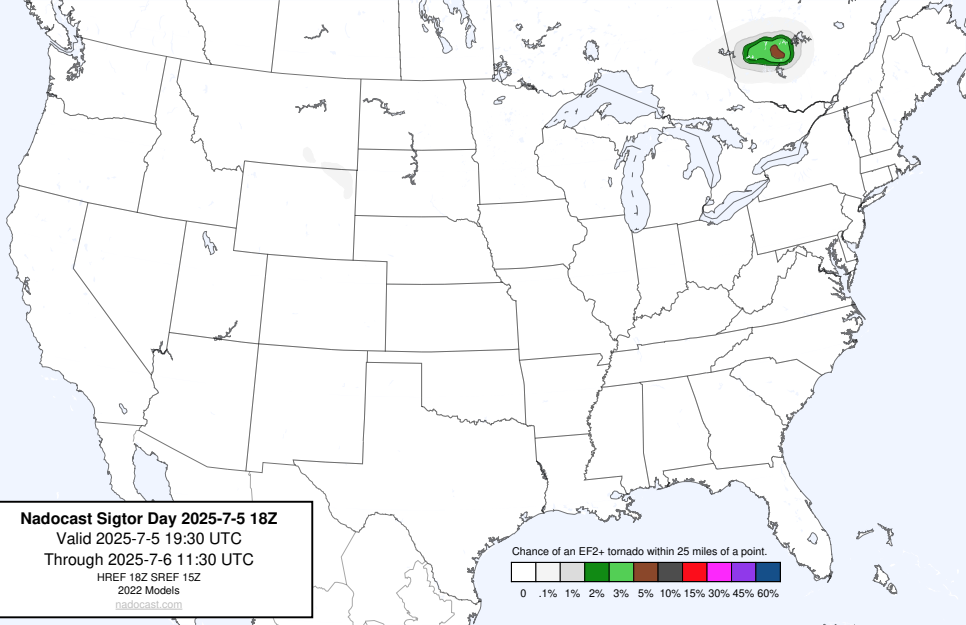 Nadocast Sigtor Day 2025-7-5 18Z
Valid 2025-7-5 19:30 UTC
Through 2025-7-6 11:30 UTC
HREF 18Z SREF 15Z
2022 Models
nadocast.com
Chance of an EF2+ tornado within 25 miles of a point.
0 .1% 1% 2% 3% 5% 10% 15% 30% 45% 60%